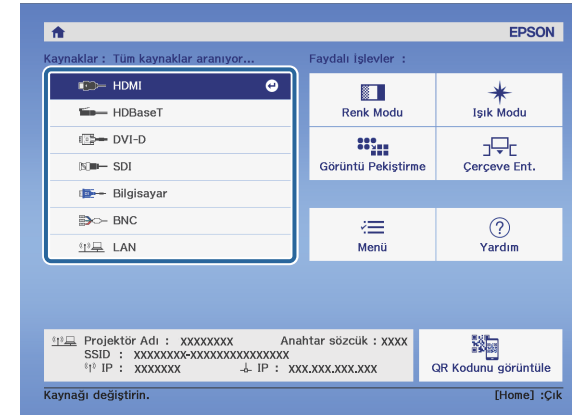 EPSON
Kaynaklar : Tüm kaynaklar aranıyor...
Faydalı İşlevler :
HDMI
HDBaseT
DVI-D
SDI
Bilgisayar
BNC
LAN
Renk Modu
Işık Modu
Görüntü Pekiştirme
Çerçeve Ent.
Menü
Yardım
Projektör Adı : xxxxxxxx Anahtar sözcük : xxxx
SSID : xxxxxxxx-xxxxxxxxxxxxxxx
IP : xxxxxxx IP : xxx.xxx.xxx.xxx
QR Kodunu görüntüle
Kaynağı değiştirin.
[Home] :Çık